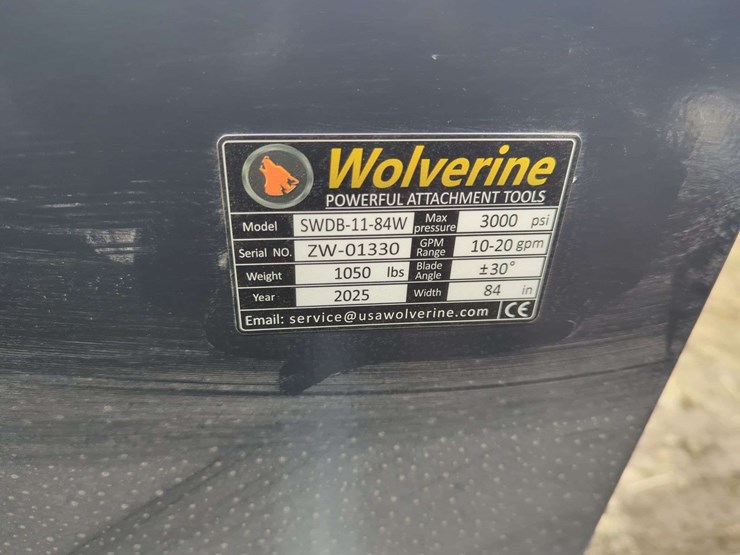 Wolverine
POWERFUL ATTACHMENT TOOLS
Model SWDB-11-84W Max pressure 3000 psi
Serial NO. ZW-01330 GPM Range 10-20 gpm
Weight 1050 lbs Blade Angle ±30°
Year 2025 Width 84 in
Email: service@usawolverine.com CE